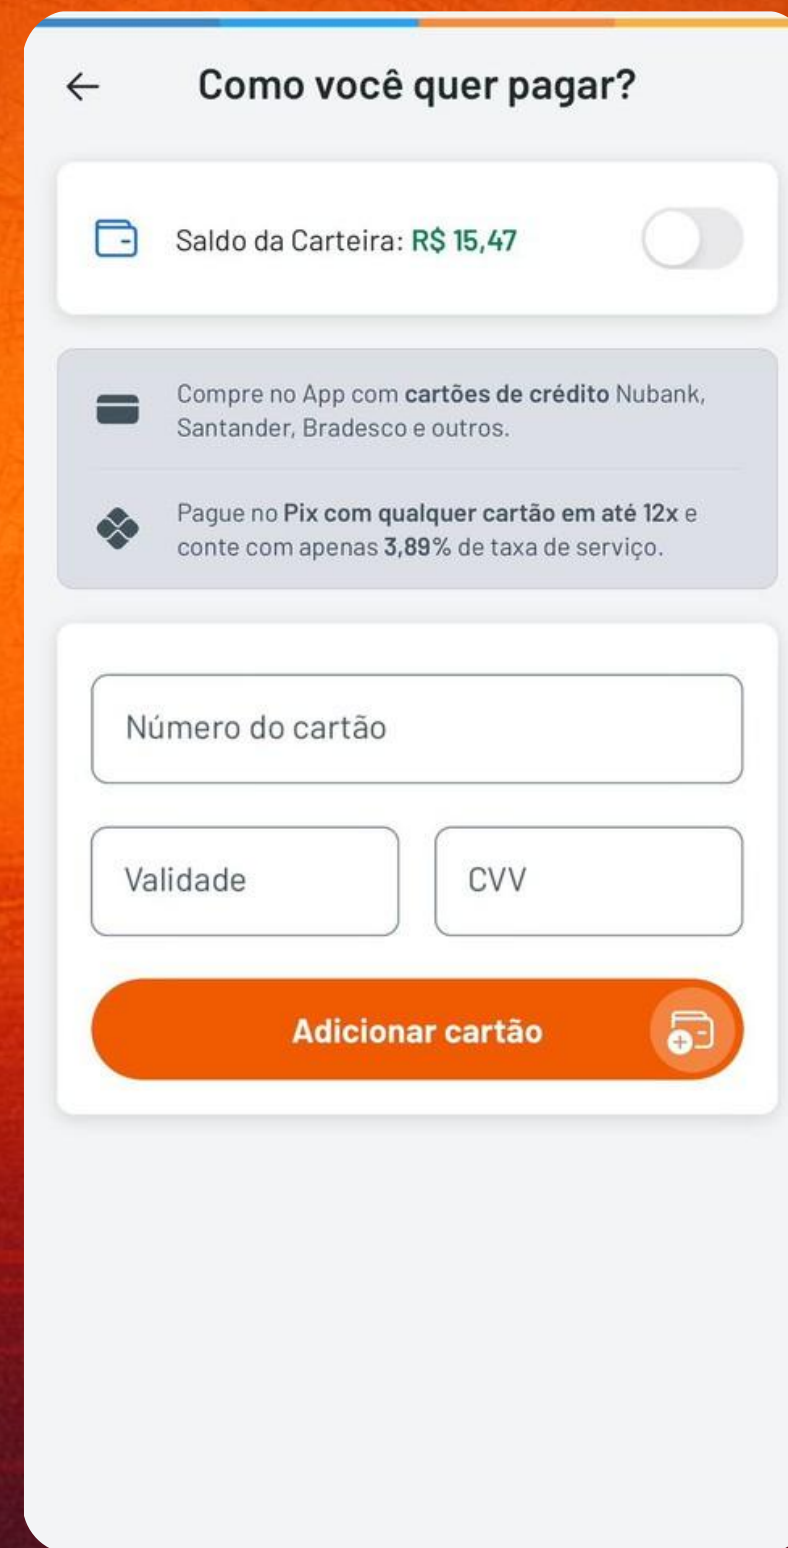 Como você quer pagar?
Saldo da Carteira: R$ 15,47
Compre no App com cartões de crédito Nubank,
Santander, Bradesco e outros.
Pague no Pix com qualquer cartão em até 12x e
conte com apenas 3,89% de taxa de serviço.
Número do cartão
Validade
CVV
Adicionar cartão